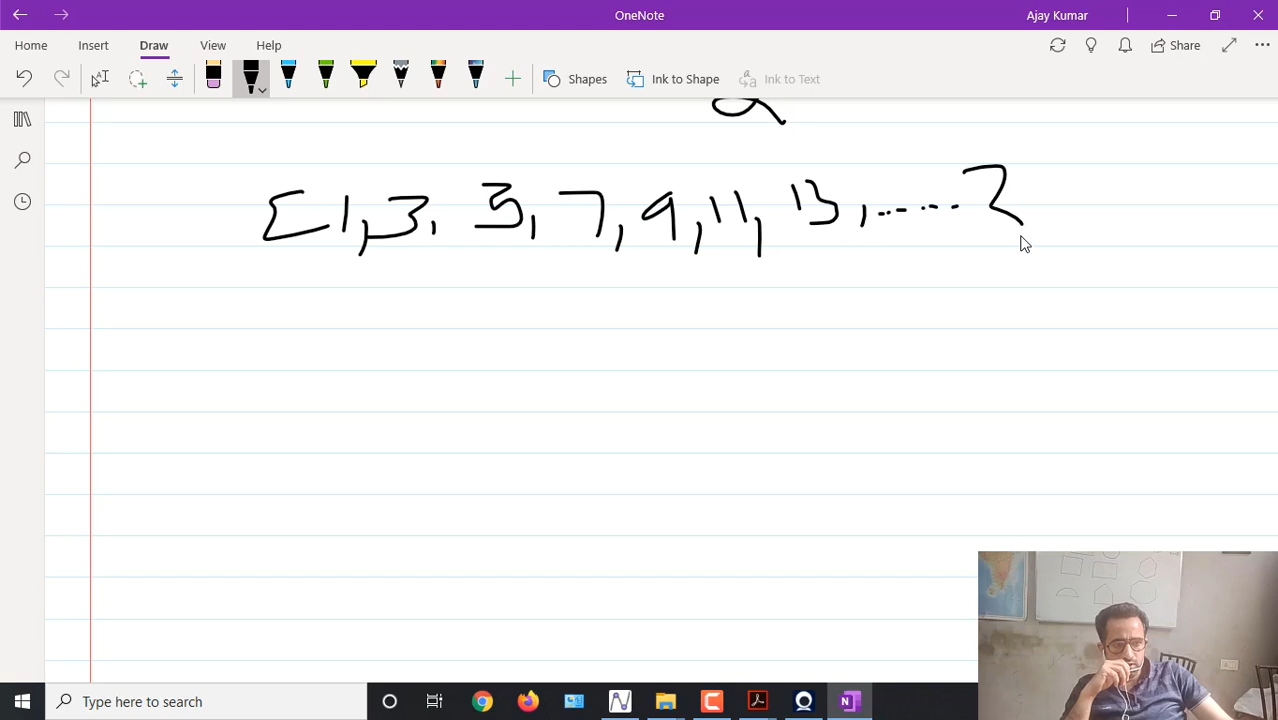 OneNote
Ajay Kumar
Home Insert Draw View Help
Share
Shapes Ink to Shape Ink to Text
[1, 3, 5, 7, 9, 11, 13, ......
Type here to search